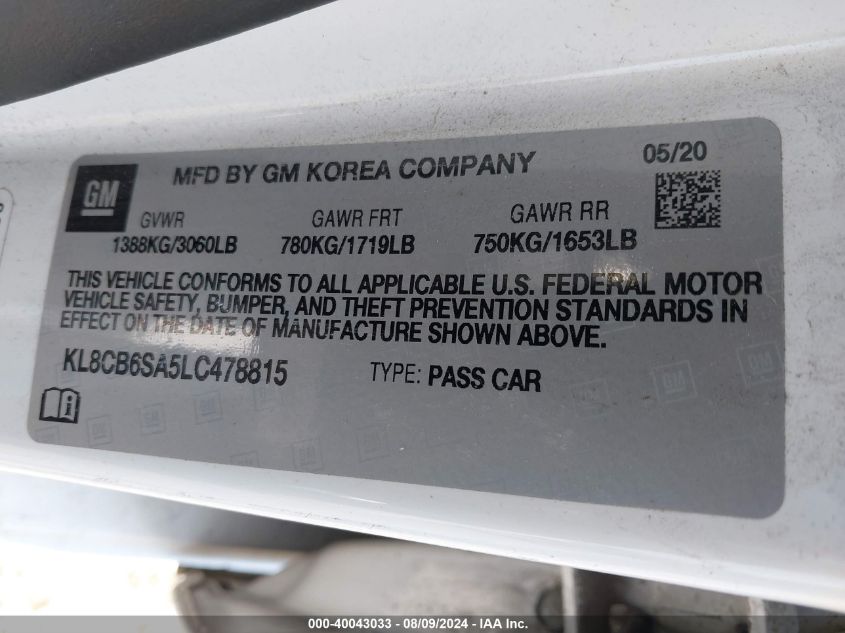 GM
MFD BY GM KOREA COMPANY
05/20
GVWR
GAWR FRT
GAWR RR
1388KG/3060LB
780KG/1719LB
750KG/1653LB
THIS VEHICLE CONFORMS TO ALL APPLICABLE U.S. FEDERAL MOTOR
VEHICLE SAFETY, BUMPER, AND THEFT PREVENTION STANDARDS IN
EFFECT ON THE DATE OF MANUFACTURE SHOWN ABOVE.
KL8CB6SA5LC478815
TYPE: PASS CAR
GM
000-40043033 - 08/09/2024 - IAA Inc.